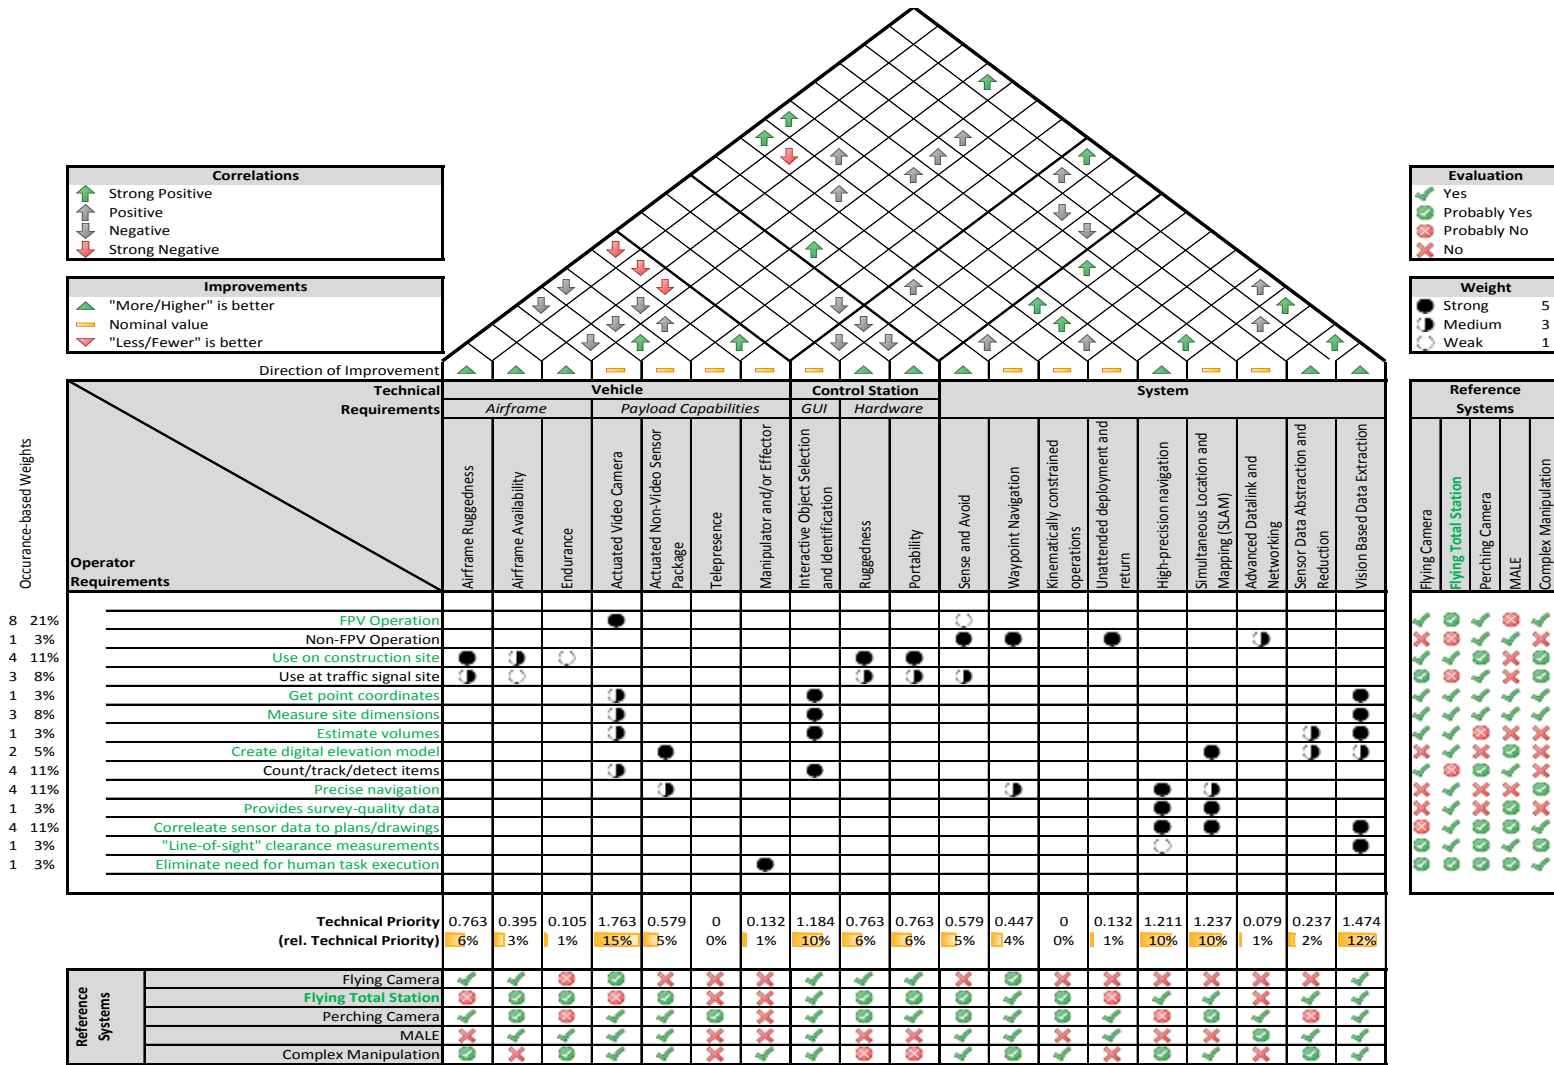 Correlations
Strong Positive
Positive
Negative
Strong Negative
Improvements
"More/Higher" is better
Nominal value
"Less/Fewer" is better
Evaluation
Yes
Probably Yes
Probably No
No
Weight
Strong 5
Medium 3
Weak 1
Direction of Improvement
Technical Requirements
Vehicle
Control Station
System
Airframe
Payload Capabilities
GUI
Hardware
Reference Systems
Occurance-based Weights
Operator Requirements
Airframe Ruggedness
Airframe Availability
Endurance
Actuated Video Camera
Actuated Non-Video Sensor Package
Telepresence
Manipulator and/or Effector
Interactive Object Selection and Identification
Ruggedness
Portability
Sense and Avoid
Waypoint Navigation
Kinematically constrained operations
Unattended deployment and return
High-precision navigation
Simultaneous Location and Mapping (SLAM)
Advanced Datalink and Networking
Sensor Data Abstraction and Reduction
Vision Based Data Extraction
Flying Camera
Flying Total Station
Perching Camera
MALE
Complex Manipulation
8 21% FPV Operation
1 3% Non-FPV Operation
4 11% Use on construction site
3 8% Use at traffic signal site
1 3% Get point coordinates
3 8% Measure site dimensions
1 3% Estimate volumes
2 5% Create digital elevation model
4 11% Count/track/detect items
4 11% Precise navigation
1 3% Provides survey-quality data
4 11% Correleate sensor data to plans/drawings
1 3% "Line-of-sight" clearance measurements
1 3% Eliminate need for human task execution
Technical Priority 0.763 0.395 0.105 1.763 0.579 0 0.132 1.184 0.763 0.763 0.579 0.447 0 0.132 1.211 1.237 0.079 0.237 1.474
(rel. Technical Priority) 6% 3% 1% 15% 5% 0% 1% 10% 6% 6% 5% 4% 0% 1% 10% 10% 1% 2% 12%
Reference Systems
Flying Camera
Flying Total Station
Perching Camera
MALE
Complex Manipulation